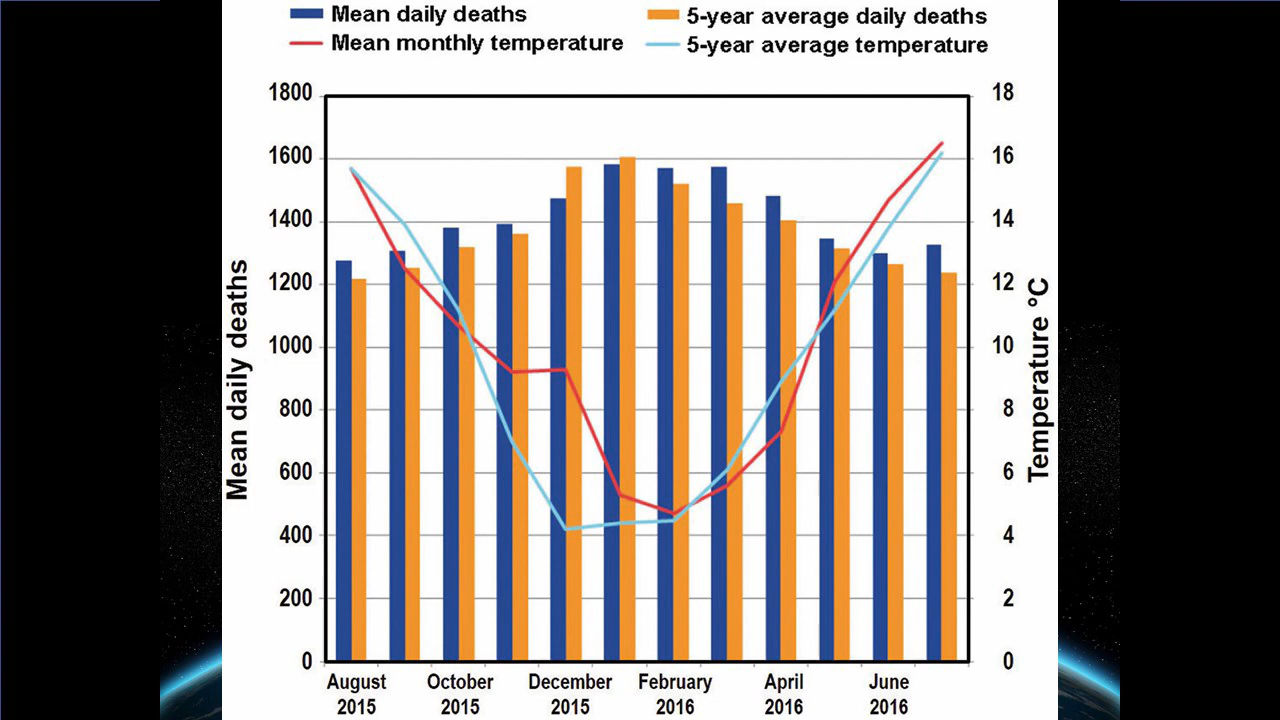 Mean daily deaths
5-year average daily deaths
Mean monthly temperature
5-year average temperature
1800
1600
1400
1200
1000
800
600
400
200
0
Mean daily deaths
18
16
14
12
10
8
6
4
2
0
Temperature °C
August
2015
October
2015
December
2015
February
2016
April
2016
June
2016